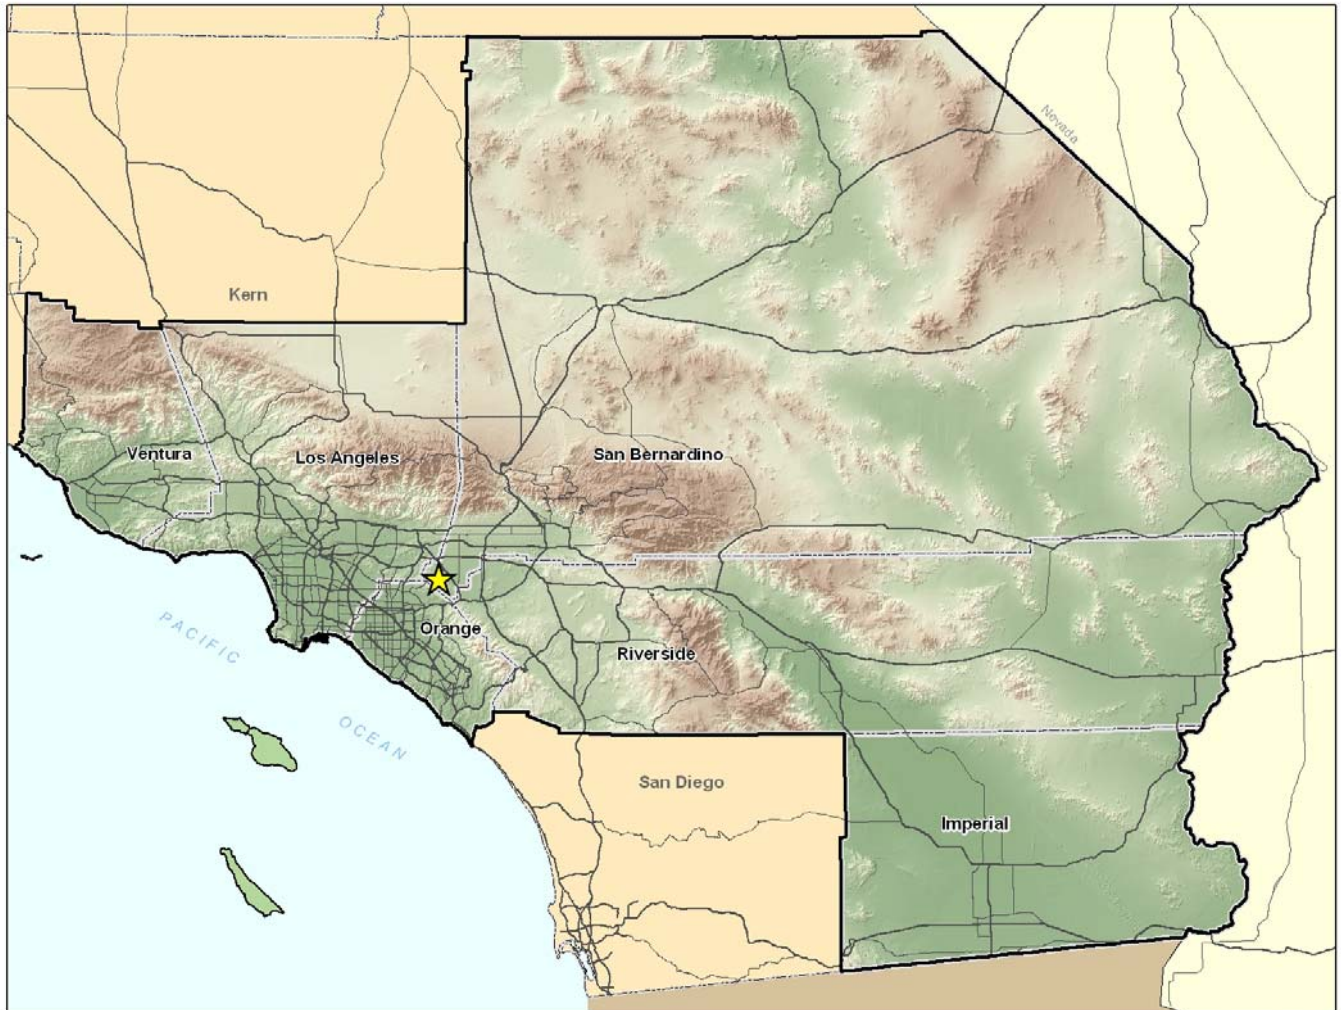 Nevada
Kern
Ventura
Los Angeles
San Bernardino
Orange
Riverside
PACIFIC
OCEAN
San Diego
Imperial